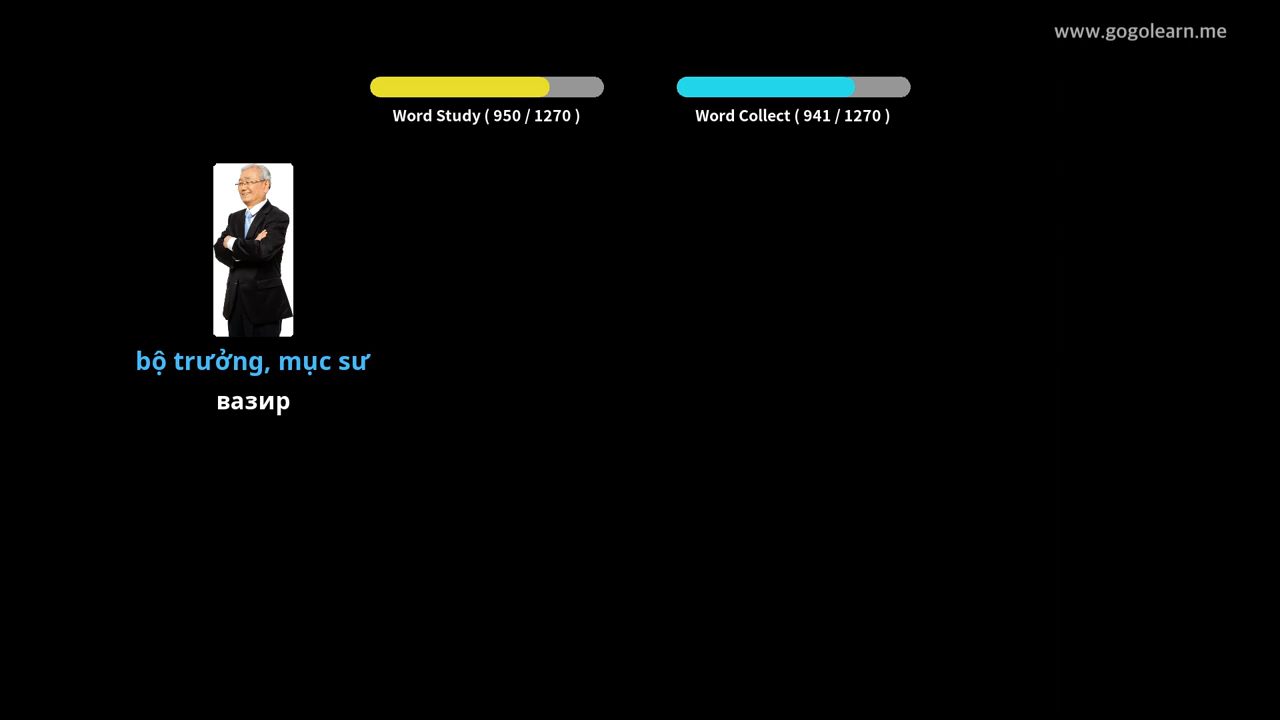 www.gogolearn.me
Word Study ( 950 / 1270 )
Word Collect ( 941 / 1270 )
bộ trưởng, mục sư
вазир